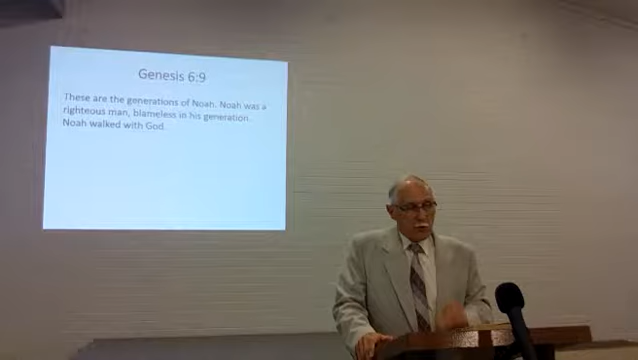 Genesis 6:9
These are the generations of Noah. Noah was a
righteous man, blameless in his generation.
Noah walked with God.